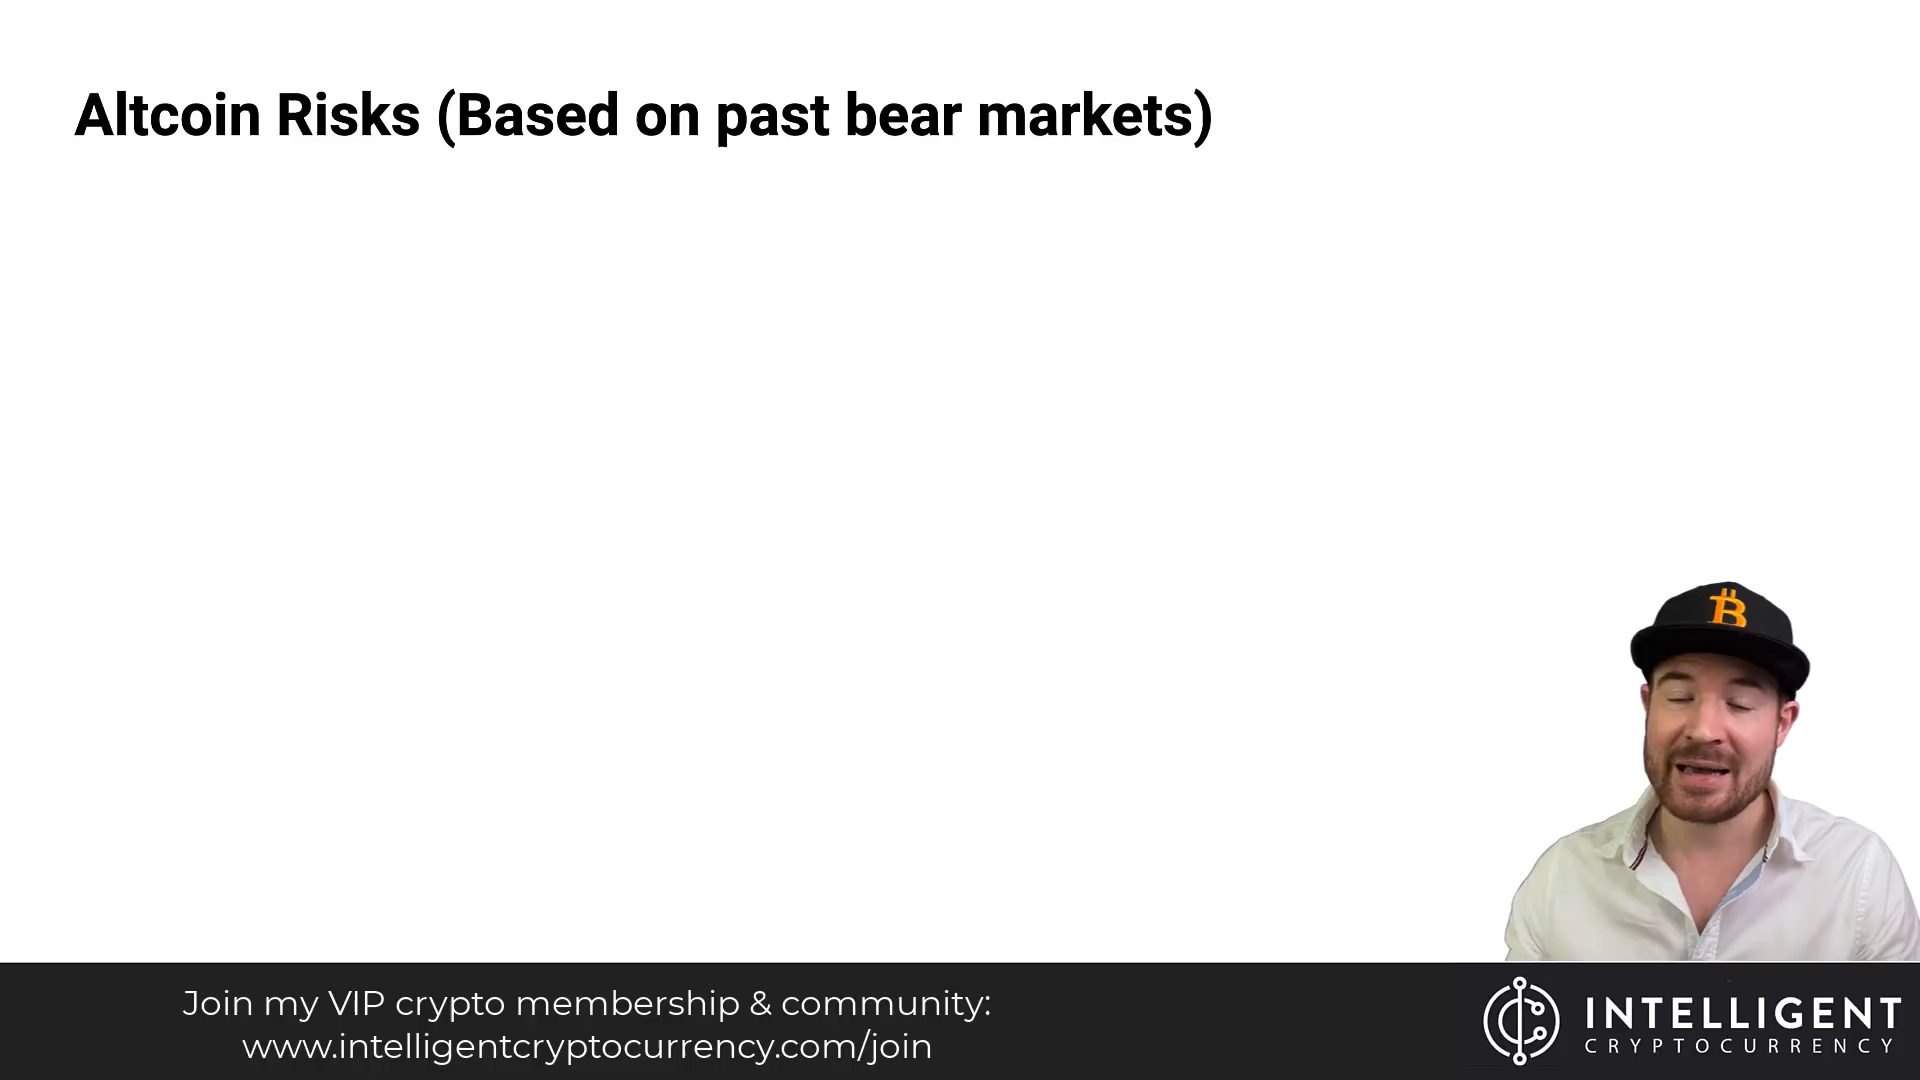 Altcoin Risks (Based on past bear markets)
Join my VIP crypto membership & community:
www.intelligentcryptocurrency.com/join
INTELLIGENT
CRYPTOCURRENCY